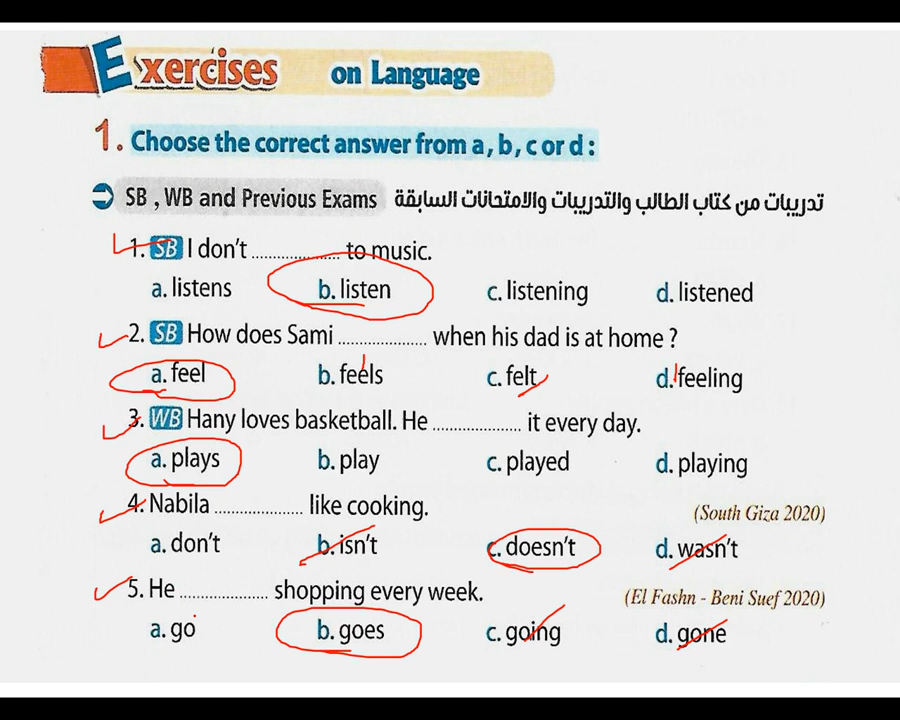 Exercises on Language
1. Choose the correct answer from a, b, c or d :
SB , WB and Previous Exams تدريبات من كتاب الطالب والتدريبات والامتحانات السابقة
1. SB I don't .................... to music.
a. listens b. listen c. listening d. listened
2. SB How does Sami .................... when his dad is at home ?
a. feel b. feels c. felt d. feeling
3. WB Hany loves basketball. He .................... it every day.
a. plays b. play c. played d. playing
4. Nabila .................... like cooking. (South Giza 2020)
a. don't b. isn't c. doesn't d. wasn't
5. He .................... shopping every week. (El Fashn - Beni Suef 2020)
a. go b. goes c. going d. gone